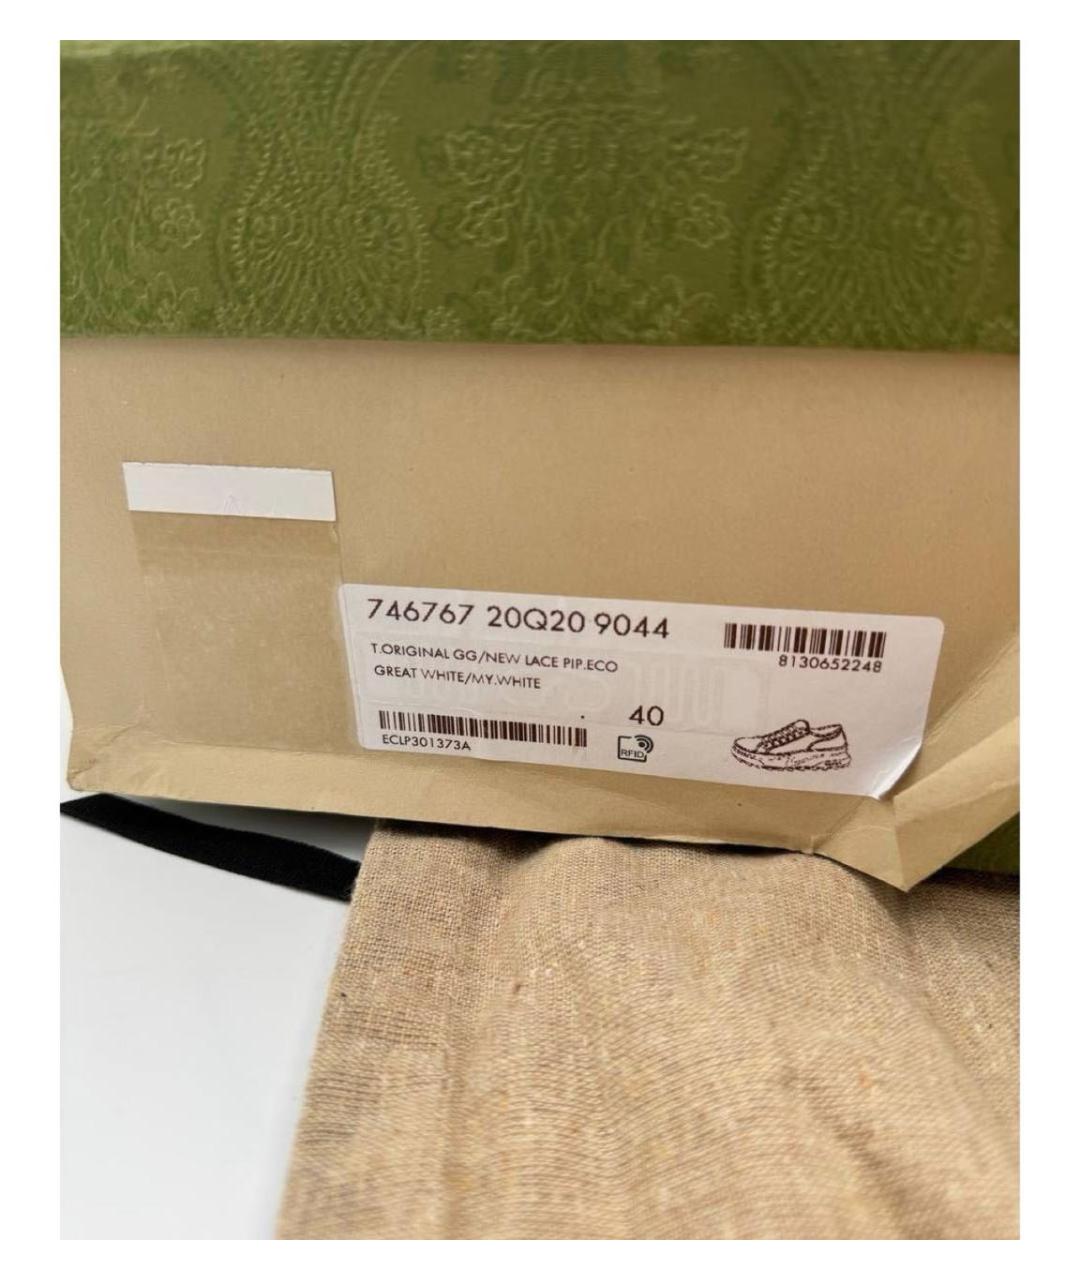 746767 20Q20 9044
8130652248
T.ORIGINAL GG/NEW LACE PIP.ECO
GREAT WHITE/MY.WHITE
40
ECLP301373A
RFID